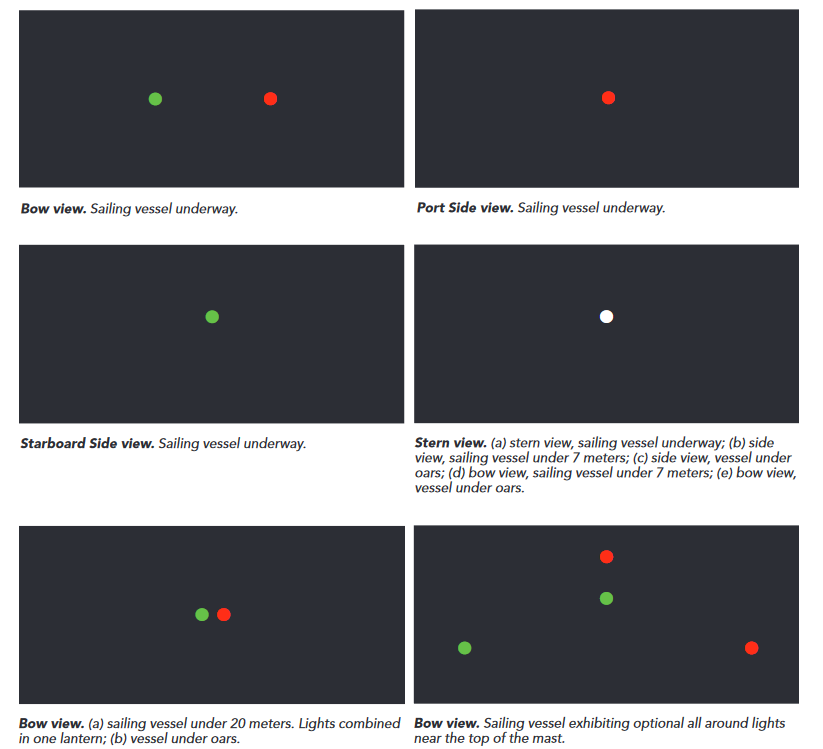 Bow view. Sailing vessel underway.
Port Side view. Sailing vessel underway.
Starboard Side view. Sailing vessel underway.
Stern view. (a) stern view, sailing vessel underway; (b) side
view, sailing vessel under 7 meters; (c) side view, vessel under
oars; (d) bow view, sailing vessel under 7 meters; (e) bow view,
vessel under oars.
Bow view. (a) sailing vessel under 20 meters. Lights combined
in one lantern; (b) vessel under oars.
Bow view. Sailing vessel exhibiting optional all around lights
near the top of the mast.